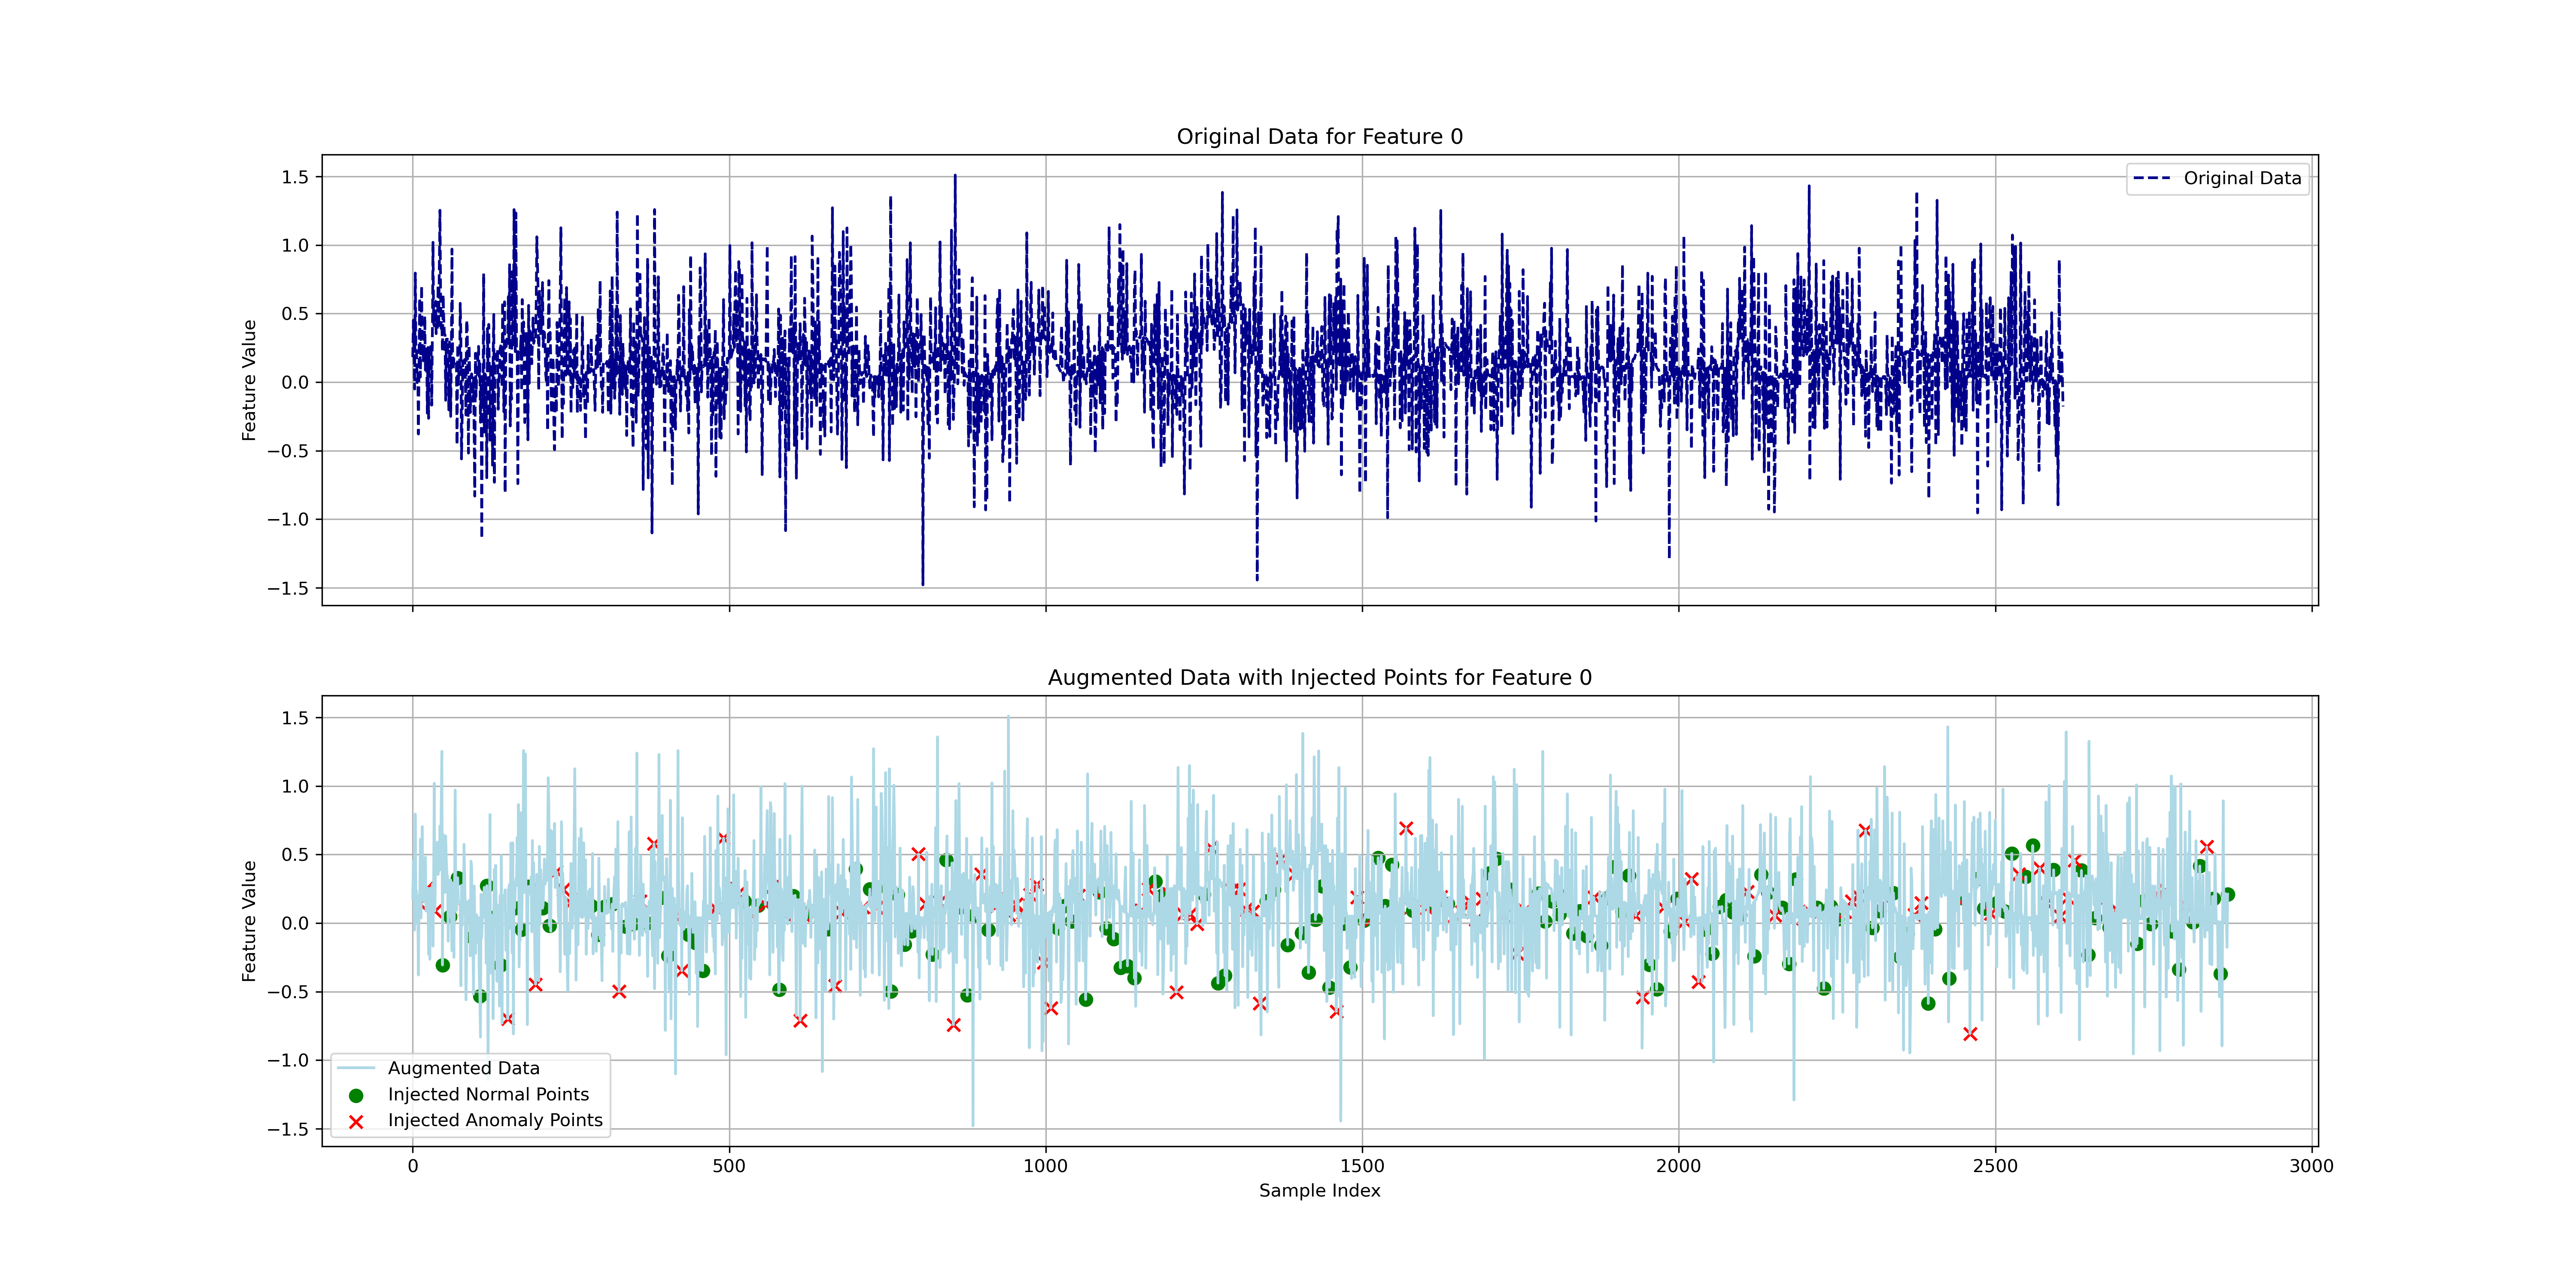 Original Data for Feature 0
1.5
1.0
0.5
0.0
−0.5
−1.0
−1.5
Feature Value
Original Data
Augmented Data with Injected Points for Feature 0
1.5
1.0
0.5
0.0
−0.5
−1.0
−1.5
Feature Value
Augmented Data
Injected Normal Points
Injected Anomaly Points
0 500 1000 1500 2000 2500 3000
Sample Index